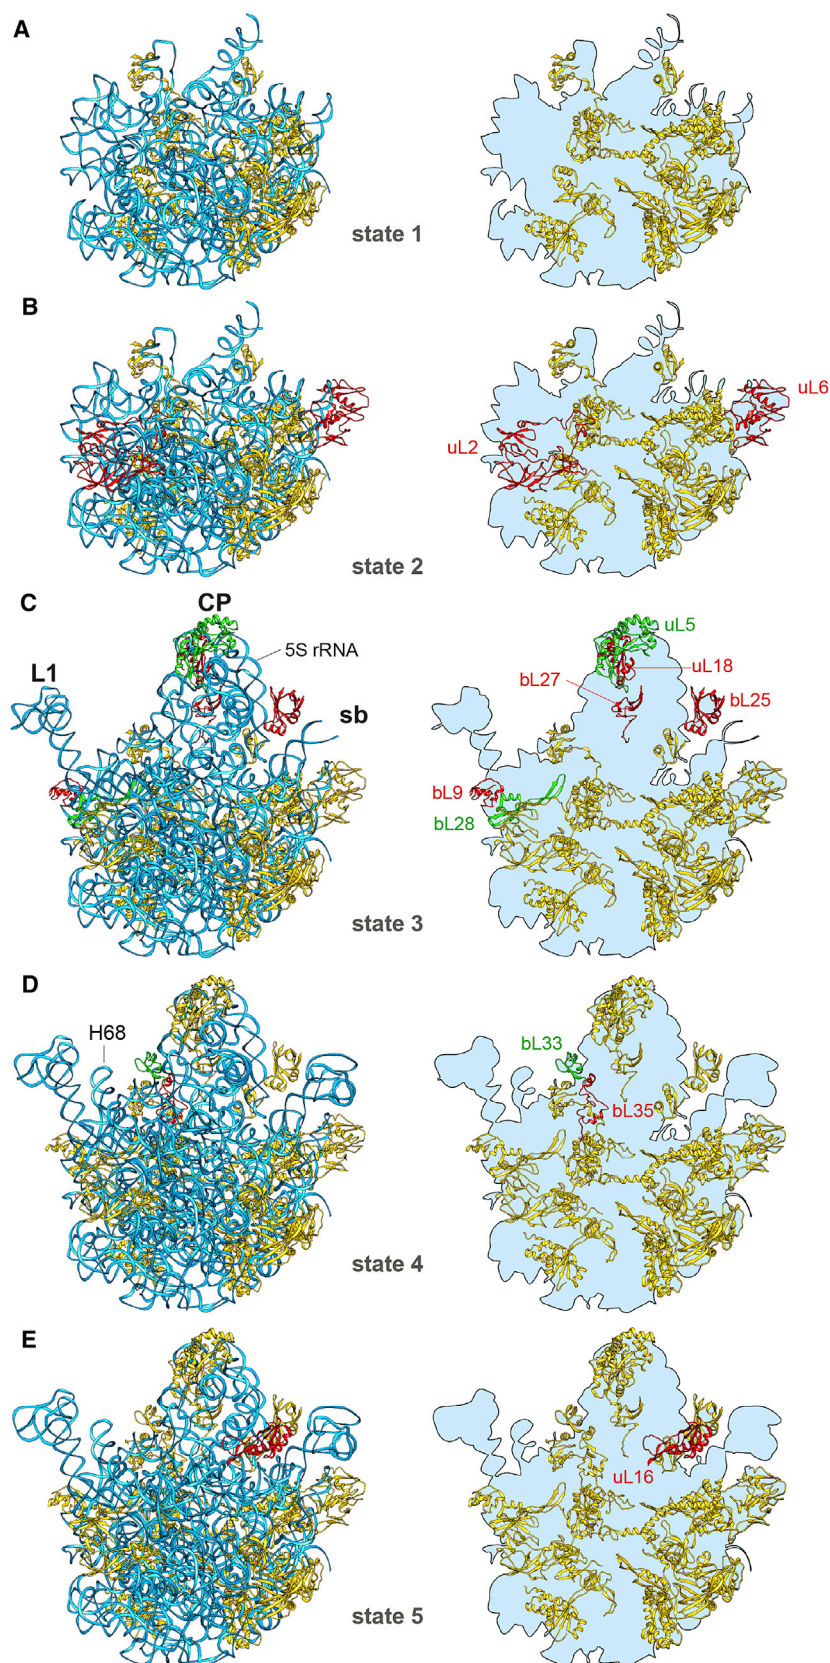 A
state 1
B
uL6
uL2
state 2
C
CP
uL5
5S rRNA
uL18
bL27
L1
bL25
sb
bL9
bL28
state 3
D
H68
bL33
bL35
state 4
E
uL16
state 5